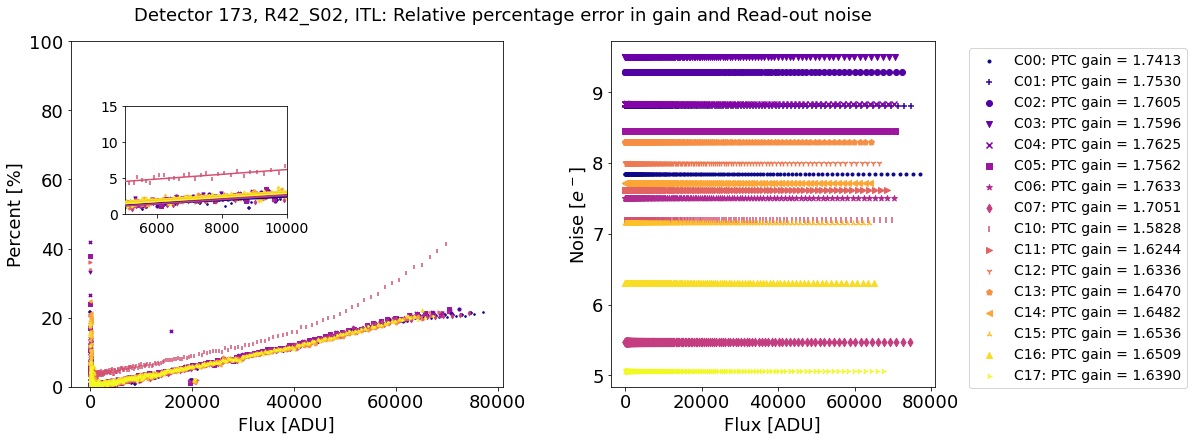 Detector 173, R42_S02, ITL: Relative percentage error in gain and Read-out noise
100
80
60
40
20
0
Percent [%]
15
10
5
0
6000 8000 10000
0 20000 40000 60000 80000
Flux [ADU]
9
8
7
6
5
Noise [e⁻]
0 20000 40000 60000 80000
Flux [ADU]
C00: PTC gain = 1.7413
C01: PTC gain = 1.7530
C02: PTC gain = 1.7605
C03: PTC gain = 1.7596
C04: PTC gain = 1.7625
C05: PTC gain = 1.7562
C06: PTC gain = 1.7633
C07: PTC gain = 1.7051
C10: PTC gain = 1.5828
C11: PTC gain = 1.6244
C12: PTC gain = 1.6336
C13: PTC gain = 1.6470
C14: PTC gain = 1.6482
C15: PTC gain = 1.6536
C16: PTC gain = 1.6509
C17: PTC gain = 1.6390